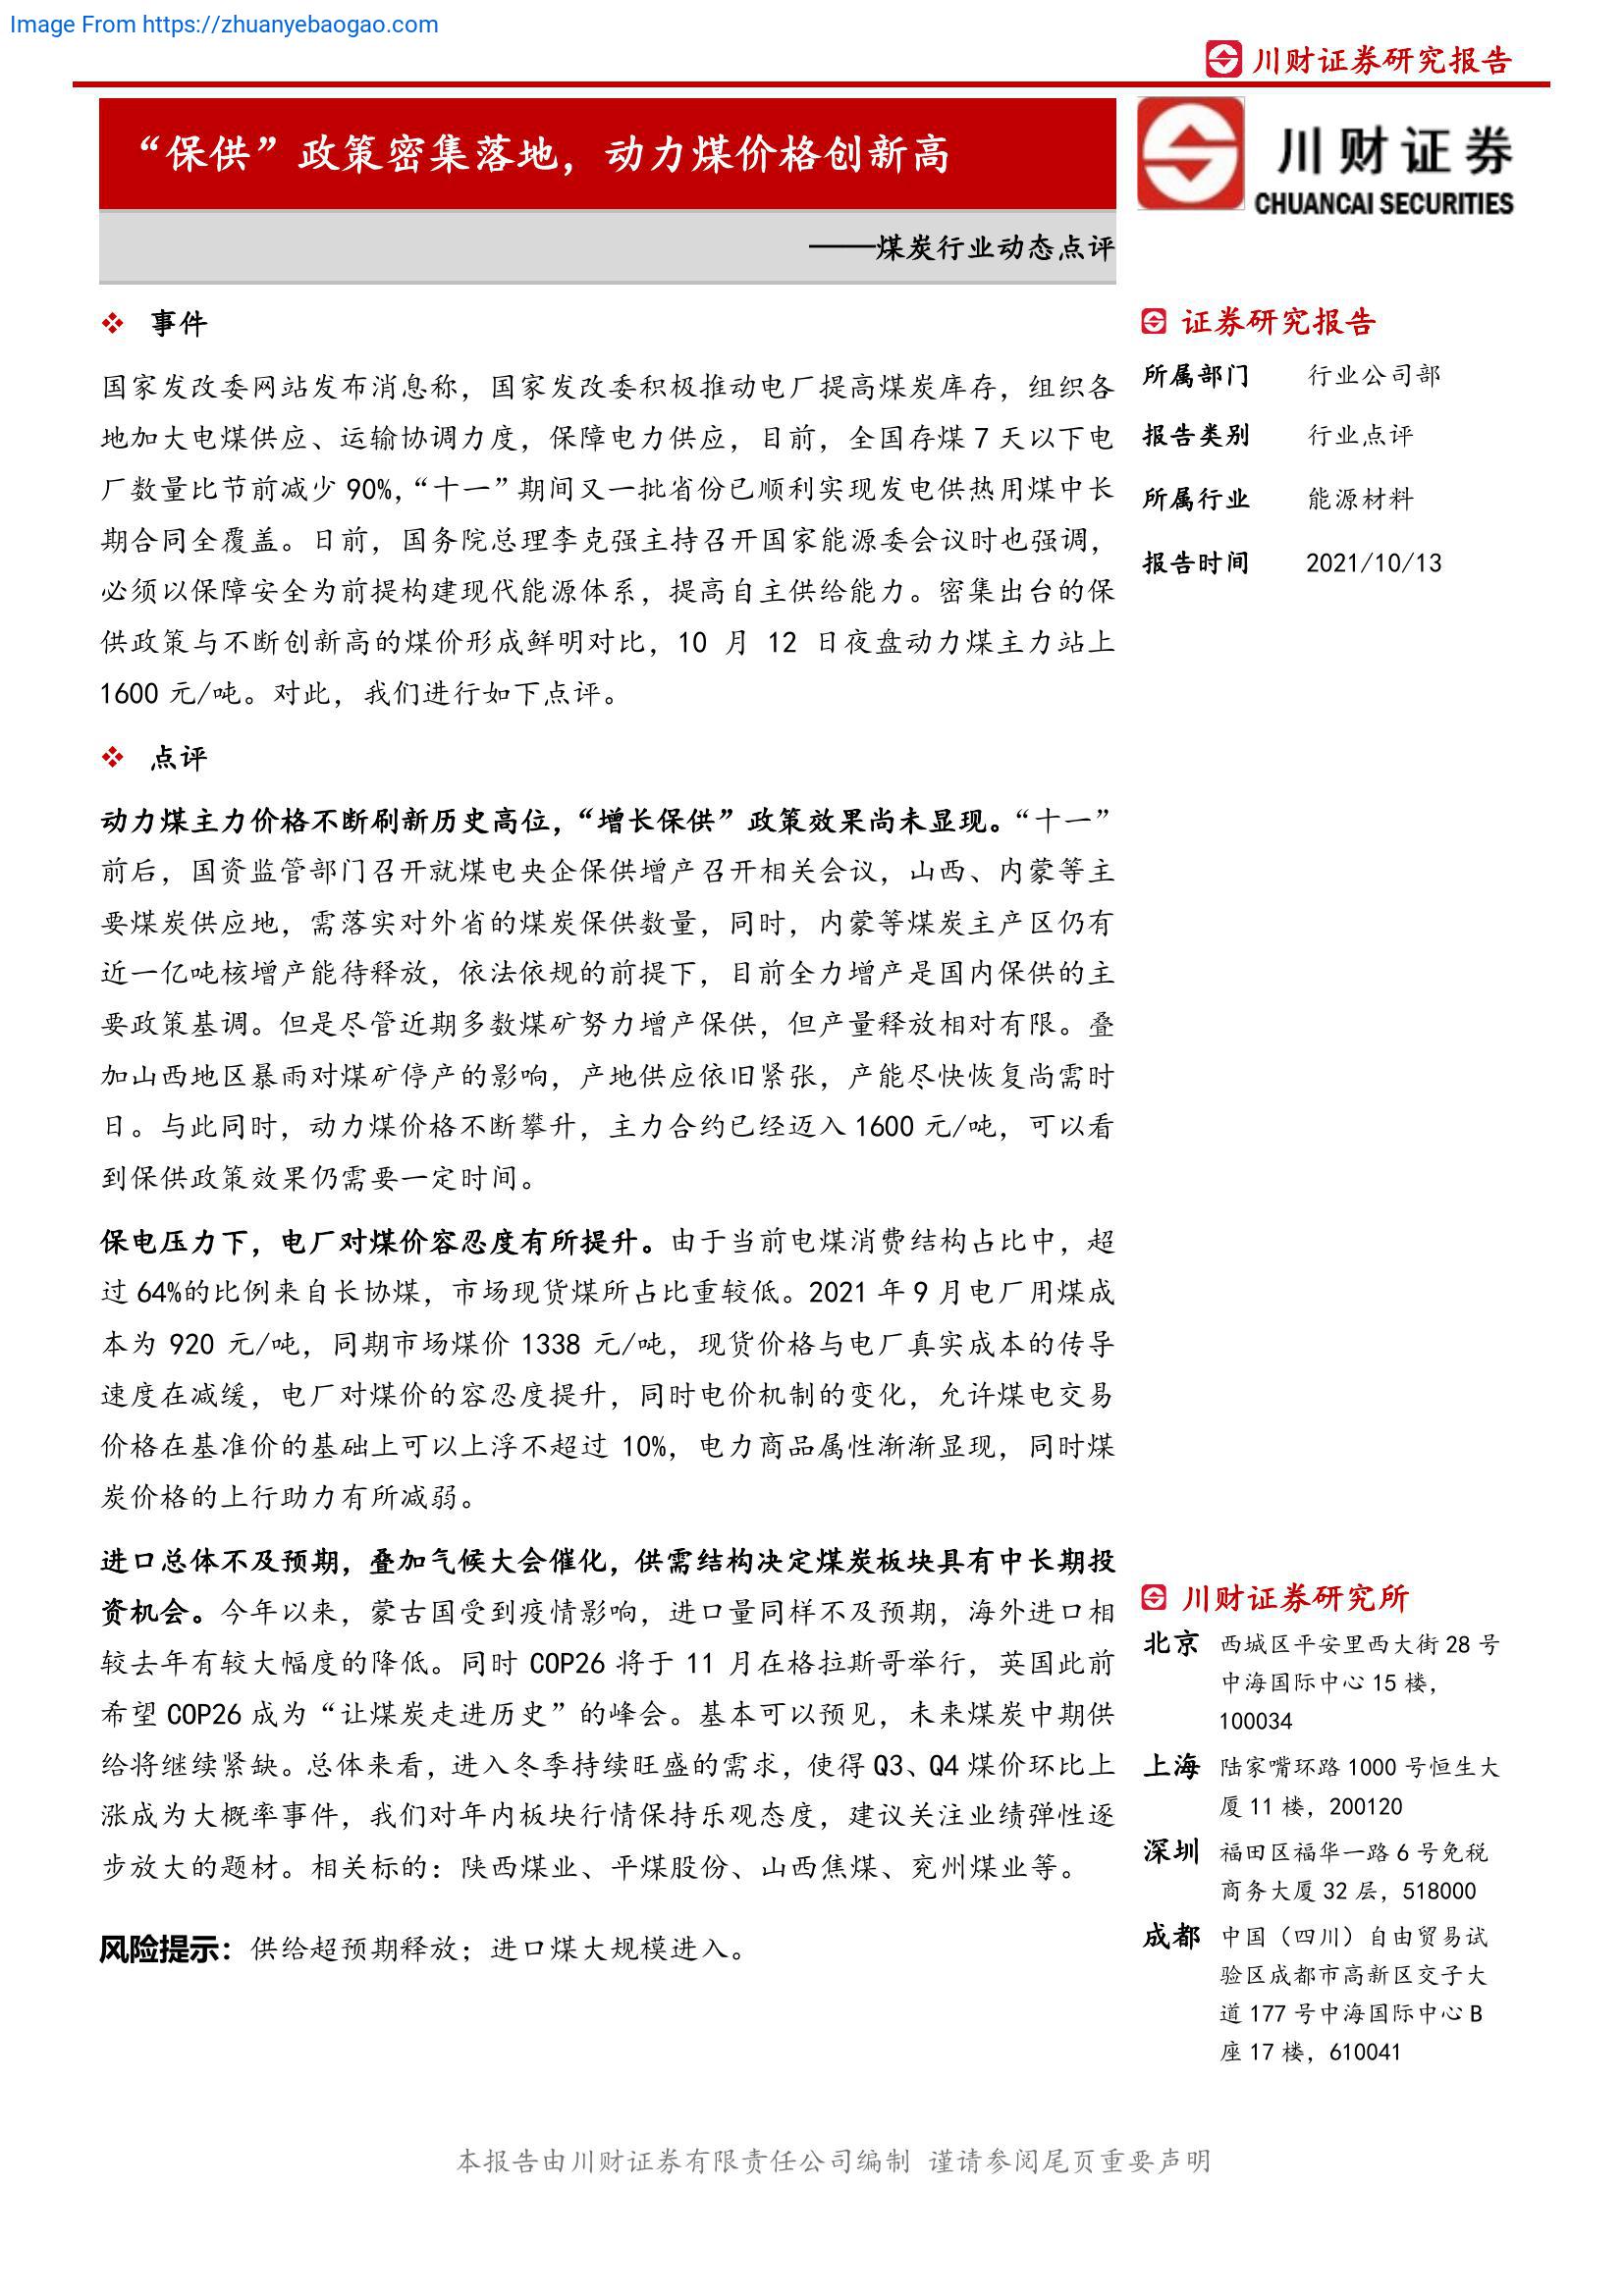 Image From https://zhuanyebaogao.com
川财证券研究报告
“保供”政策密集落地，动力煤价格创新高
川财证券
CHUANCAI SECURITIES
——煤炭行业动态点评
事件
国家发改委网站发布消息称，国家发改委积极推动电厂提高煤炭库存，组织各
地加大电煤供应、运输协调力度，保障电力供应，目前，全国存煤 7 天以下电
厂数量比节前减少 90%，“十一”期间又一批省份已顺利实现发电供热用煤中长
期合同全覆盖。日前，国务院总理李克强主持召开国家能源委会议时也强调，
必须以保障安全为前提构建现代能源体系，提高自主供给能力。密集出台的保
供政策与不断创新高的煤价形成鲜明对比，10 月 12 日夜盘动力煤主力站上
1600 元/吨。对此，我们进行如下点评。
点评
动力煤主力价格不断刷新历史高位，“增长保供”政策效果尚未显现。“十一”
前后，国资监管部门召开就煤电央企保供增产召开相关会议，山西、内蒙等主
要煤炭供应地，需落实对外省的煤炭保供数量，同时，内蒙等煤炭主产区仍有
近一亿吨核增产能待释放，依法依规的前提下，目前全力增产是国内保供的主
要政策基调。但是尽管近期多数煤矿努力增产保供，但产量释放相对有限。叠
加山西地区暴雨对煤矿停产的影响，产地供应依旧紧张，产能尽快恢复尚需时
日。与此同时，动力煤价格不断攀升，主力合约已经迈入 1600 元/吨，可以看
到保供政策效果仍需要一定时间。
保电压力下，电厂对煤价容忍度有所提升。由于当前电煤消费结构占比中，超
过 64%的比例来自长协煤，市场现货煤所占比重较低。2021 年 9 月电厂用煤成
本为 920 元/吨，同期市场煤价 1338 元/吨，现货价格与电厂真实成本的传导
速度在减缓，电厂对煤价的容忍度提升，同时电价机制的变化，允许煤电交易
价格在基准价的基础上可以上浮不超过 10%，电力商品属性渐渐显现，同时煤
炭价格的上行助力有所减弱。
进口总体不及预期，叠加气候大会催化，供需结构决定煤炭板块具有中长期投
资机会。今年以来，蒙古国受到疫情影响，进口量同样不及预期，海外进口相
较去年有较大幅度的降低。同时 COP26 将于 11 月在格拉斯哥举行，英国此前
希望 COP26 成为“让煤炭走进历史”的峰会。基本可以预见，未来煤炭中期供
给将继续紧缺。总体来看，进入冬季持续旺盛的需求，使得 Q3、Q4 煤价环比上
涨成为大概率事件，我们对年内板块行情保持乐观态度，建议关注业绩弹性逐
步放大的题材。相关标的：陕西煤业、平煤股份、山西焦煤、兖州煤业等。
风险提示：供给超预期释放；进口煤大规模进入。
证券研究报告
所属部门 行业公司部
报告类别 行业点评
所属行业 能源材料
报告时间 2021/10/13
川财证券研究所
北京 西城区平安里西大街 28 号
中海国际中心 15 楼，
100034
上海 陆家嘴环路 1000 号恒生大
厦 11 楼，200120
深圳 福田区福华一路 6 号免税
商务大厦 32 层，518000
成都 中国（四川）自由贸易试
验区成都市高新区交子大
道 177 号中海国际中心 B
座 17 楼，610041
本报告由川财证券有限责任公司编制 谨请参阅尾页重要声明